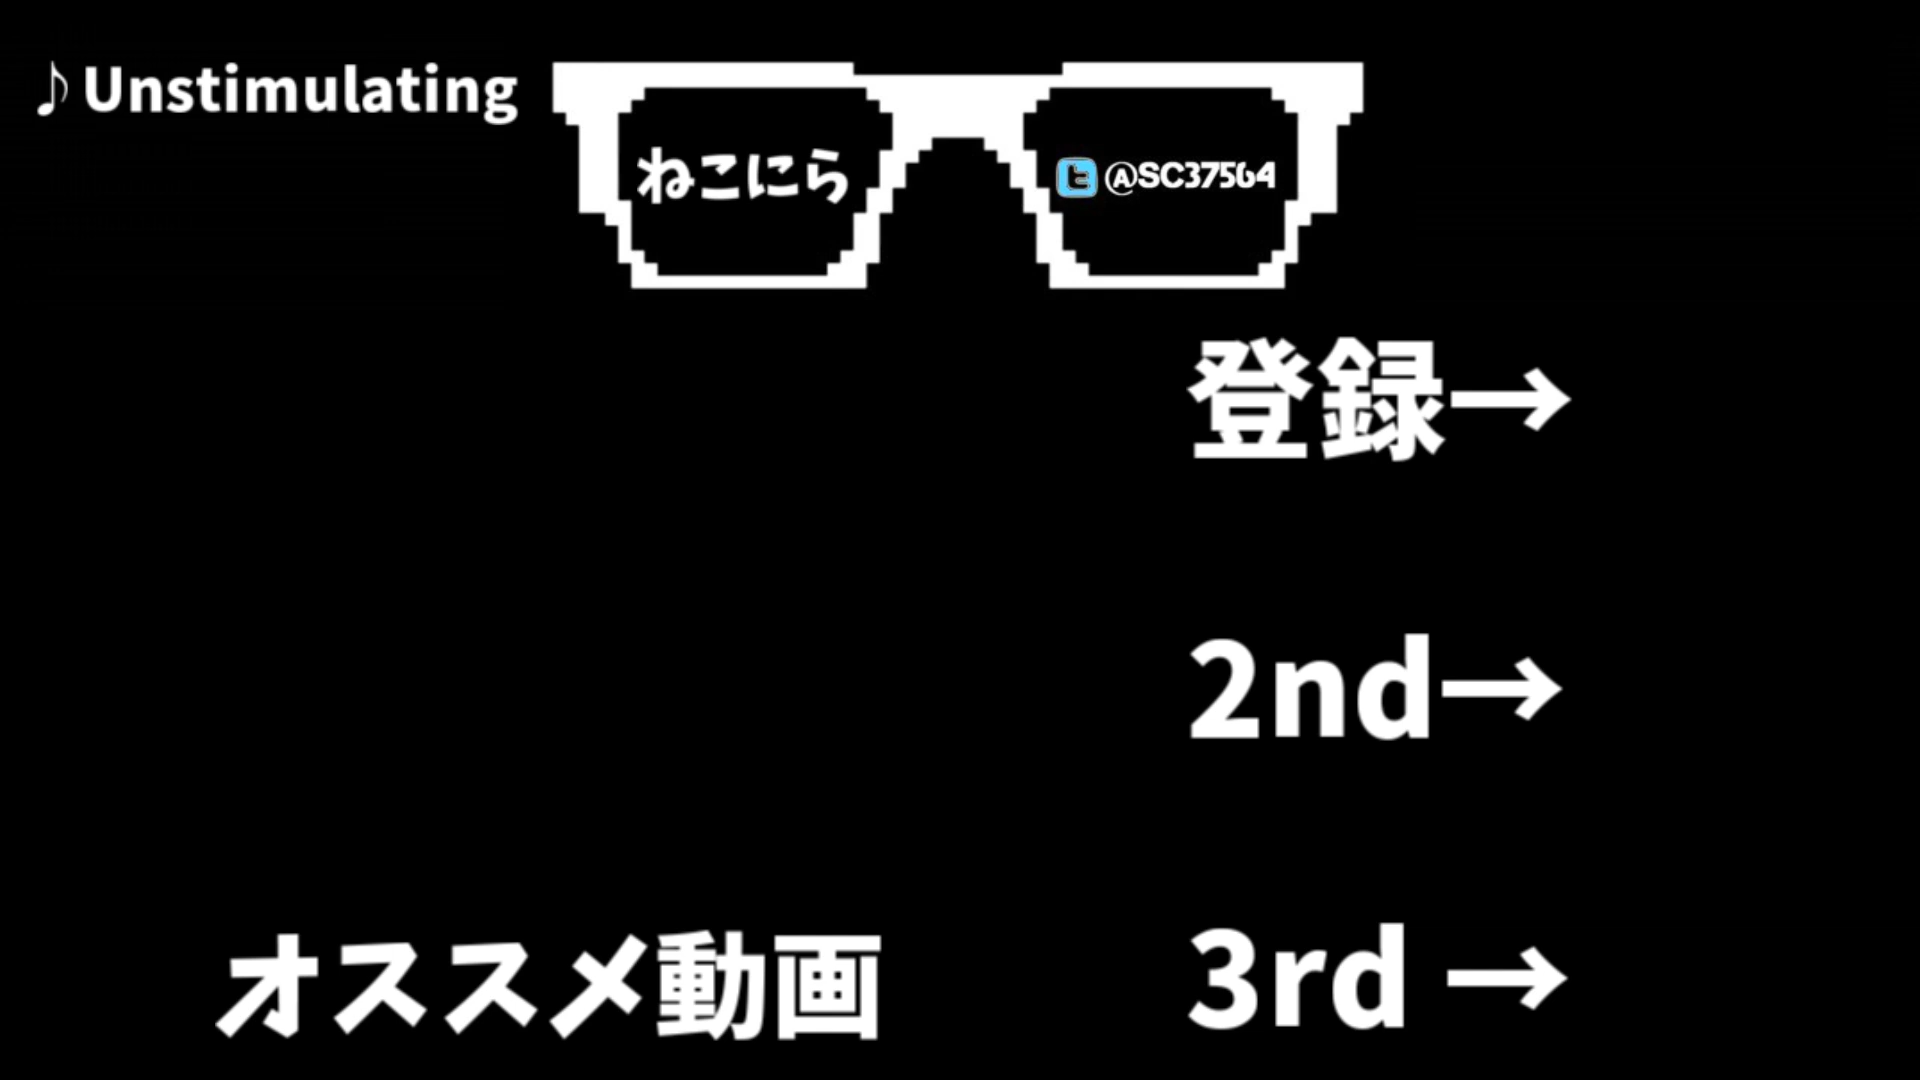 ♪Unstimulating
ねこにら
@SC37564
登録→
2nd→
オススメ動画
3rd →